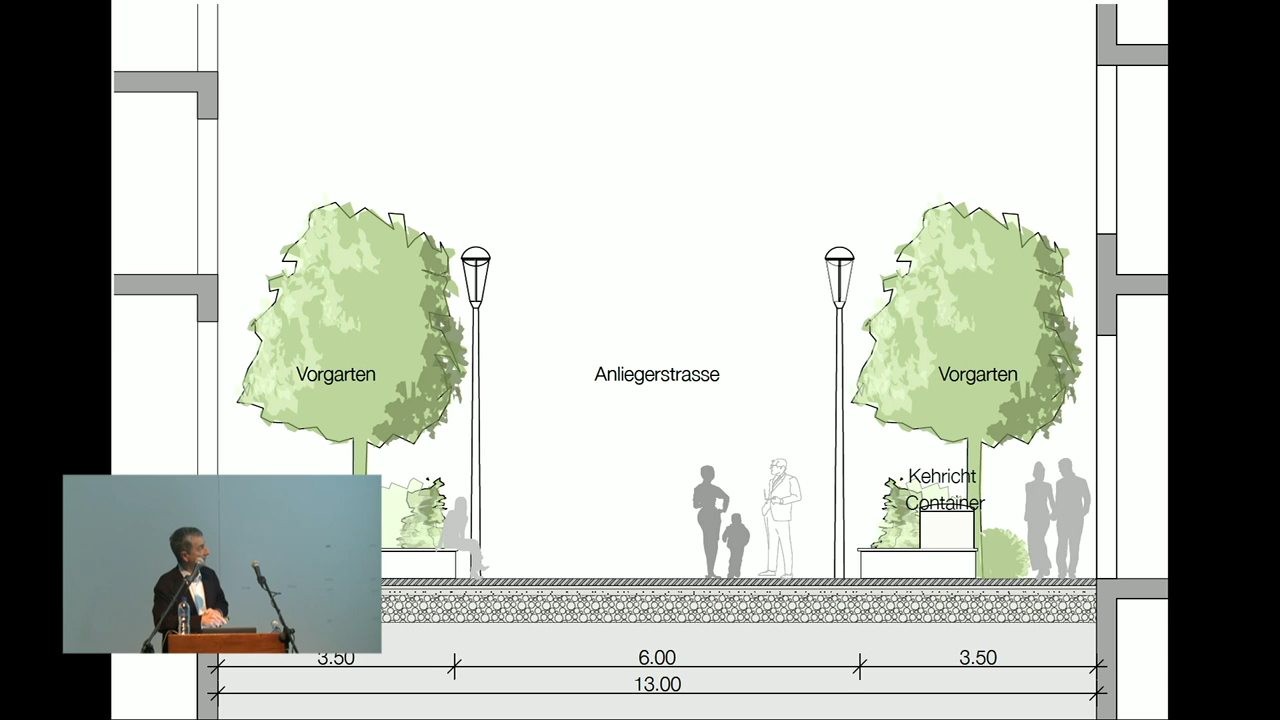 Vorgarten
Anliegerstrasse
Vorgarten
Kehricht
Container
3.50
6.00
3.50
13.00